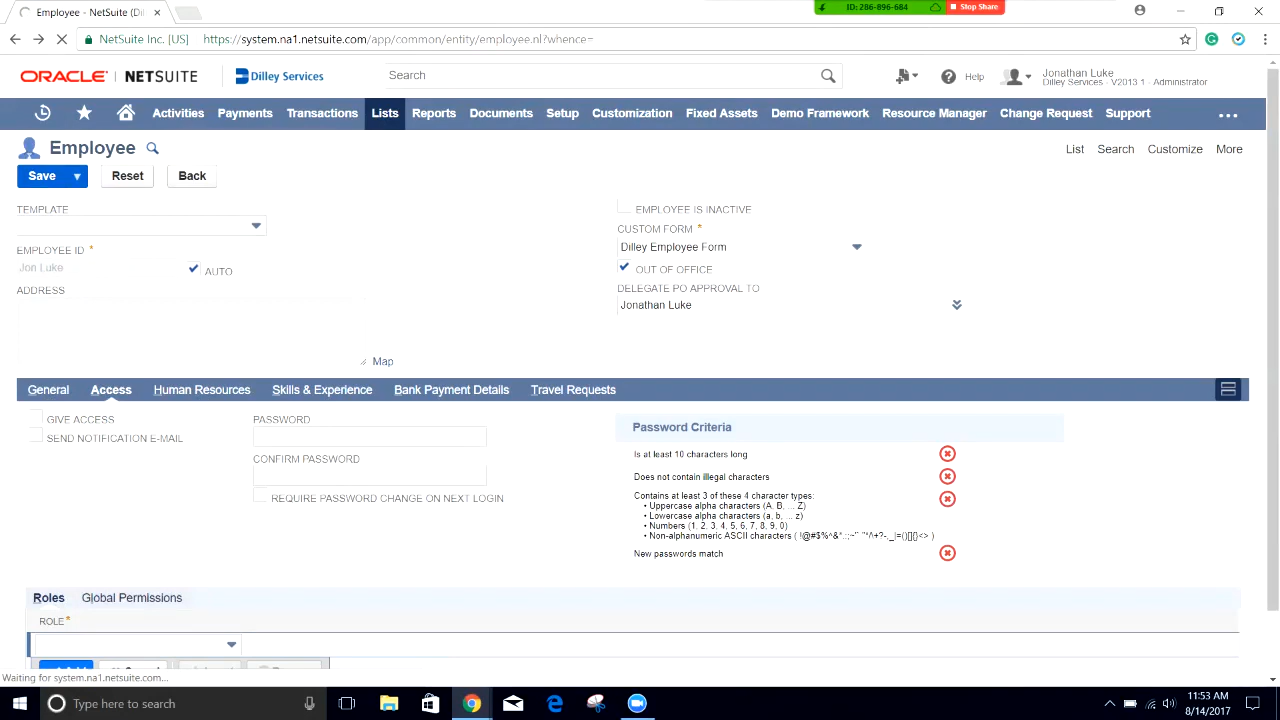 Employee - NetSuite (Dil
ID: 286-896-684
Stop Share
NetSuite Inc. [US]
https://system.na1.netsuite.com/app/common/entity/employee.nl?whence=
ORACLE | NETSUITE
Dilley Services
Search
Help
Jonathan Luke
Dilley Services - V2013.1 - Administrator
Activities Payments Transactions Lists Reports Documents Setup Customization Fixed Assets Demo Framework Resource Manager Change Request Support
Employee
List Search Customize More
Save Reset Back
TEMPLATE
EMPLOYEE IS INACTIVE
CUSTOM FORM *
Dilley Employee Form
EMPLOYEE ID *
Jon Luke
AUTO
OUT OF OFFICE
ADDRESS
DELEGATE PO APPROVAL TO
Jonathan Luke
Map
General Access Human Resources Skills & Experience Bank Payment Details Travel Requests
GIVE ACCESS
SEND NOTIFICATION E-MAIL
PASSWORD
CONFIRM PASSWORD
REQUIRE PASSWORD CHANGE ON NEXT LOGIN
Password Criteria
Is at least 10 characters long
Does not contain illegal characters
Contains at least 3 of these 4 character types:
• Uppercase alpha characters (A, B, ... Z)
• Lowercase alpha characters (a, b, ... z)
• Numbers (1, 2, 3, 4, 5, 6, 7, 8, 9, 0)
• Non-alphanumeric ASCII characters
New passwords match
Roles Global Permissions
ROLE *
Waiting for system.na1.netsuite.com...
Type here to search
11:53 AM
8/14/2017